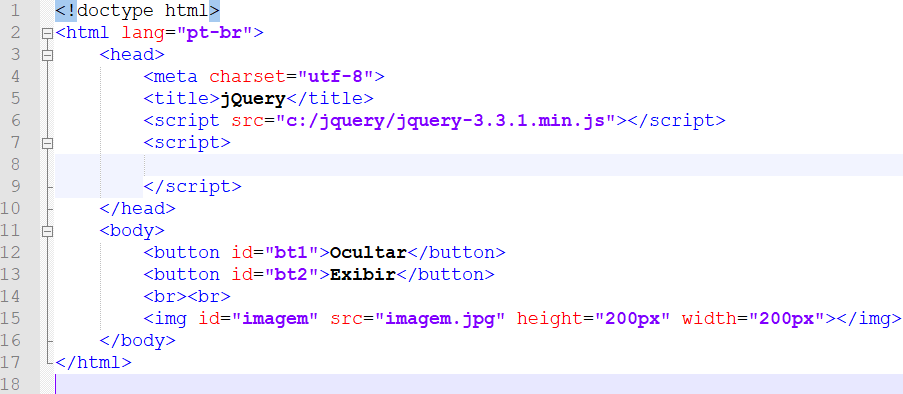 1 <!doctype html>
2 <html lang="pt-br">
3 <head>
4 <meta charset="utf-8">
5 <title>jQuery</title>
6 <script src="c:/jquery/jquery-3.3.1.min.js"></script>
7 <script>
8
9 </script>
10 </head>
11 <body>
12 <button id="bt1">Ocultar</button>
13 <button id="bt2">Exibir</button>
14 <br><br>
15 <img id="imagem" src="imagem.jpg" height="200px" width="200px"></img>
16 </body>
17 </html>
18